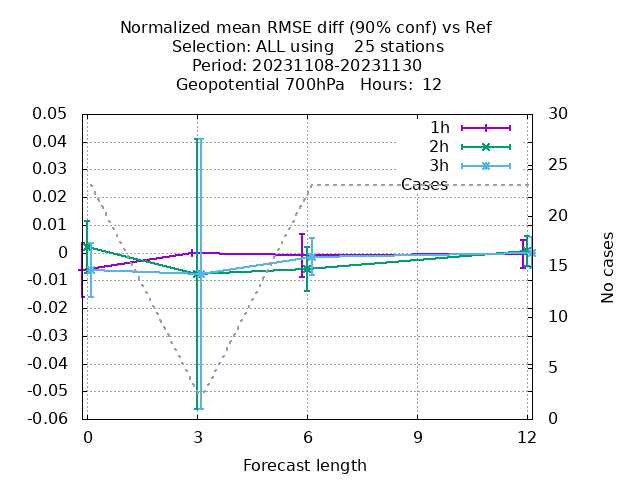 Normalized mean RMSE diff (90% conf) vs Ref
Selection: ALL using    25 stations
Period: 20231108-20231130
Geopotential 700hPa   Hours:  12
1h
2h
3h
Cases
0.05
0.04
0.03
0.02
0.01
0
-0.01
-0.02
-0.03
-0.04
-0.05
-0.06
30
25
20
15
10
5
0
No cases
0 3 6 9 12
Forecast length